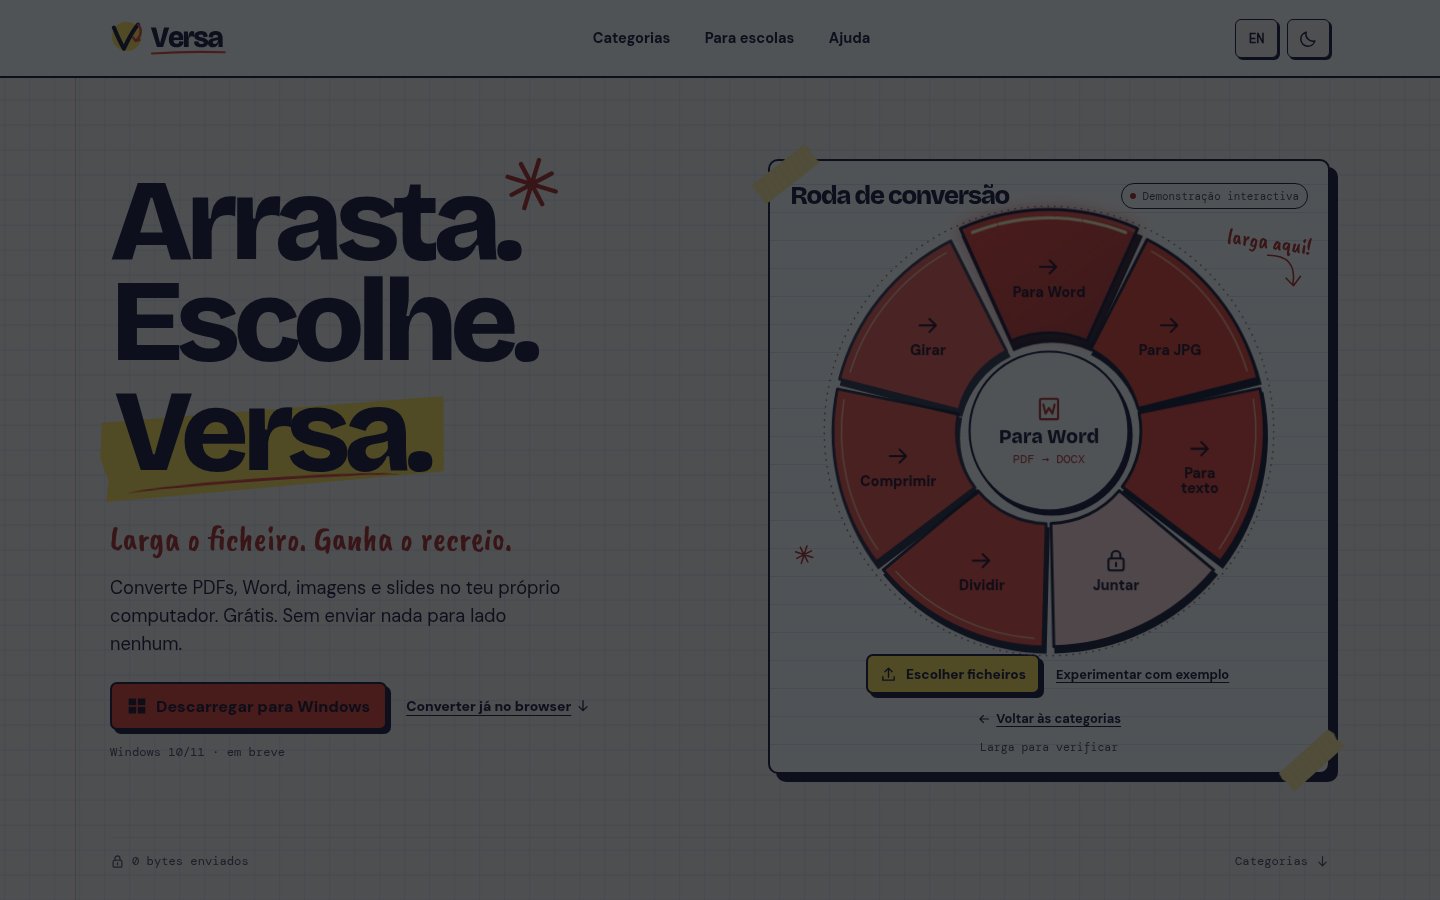 Versa
Categorias
Para escolas
Ajuda
EN
Arrasta.
Escolhe.
Versa.
Larga o ficheiro. Ganha o recreio.
Converte PDFs, Word, imagens e slides no teu próprio
computador. Grátis. Sem enviar nada para lado
nenhum.
Descarregar para Windows
Converter já no browser ↓
Windows 10/11 · em breve
0 bytes enviados
Roda de conversão
Demonstração interactiva
larga aqui!
→
Para Word
→
Para JPG
→
Para
texto
Juntar
→
Dividir
→
Comprimir
→
Girar
Para Word
PDF → DOCX
Escolher ficheiros
Experimentar com exemplo
← Voltar às categorias
Larga para verificar
Categorias ↓